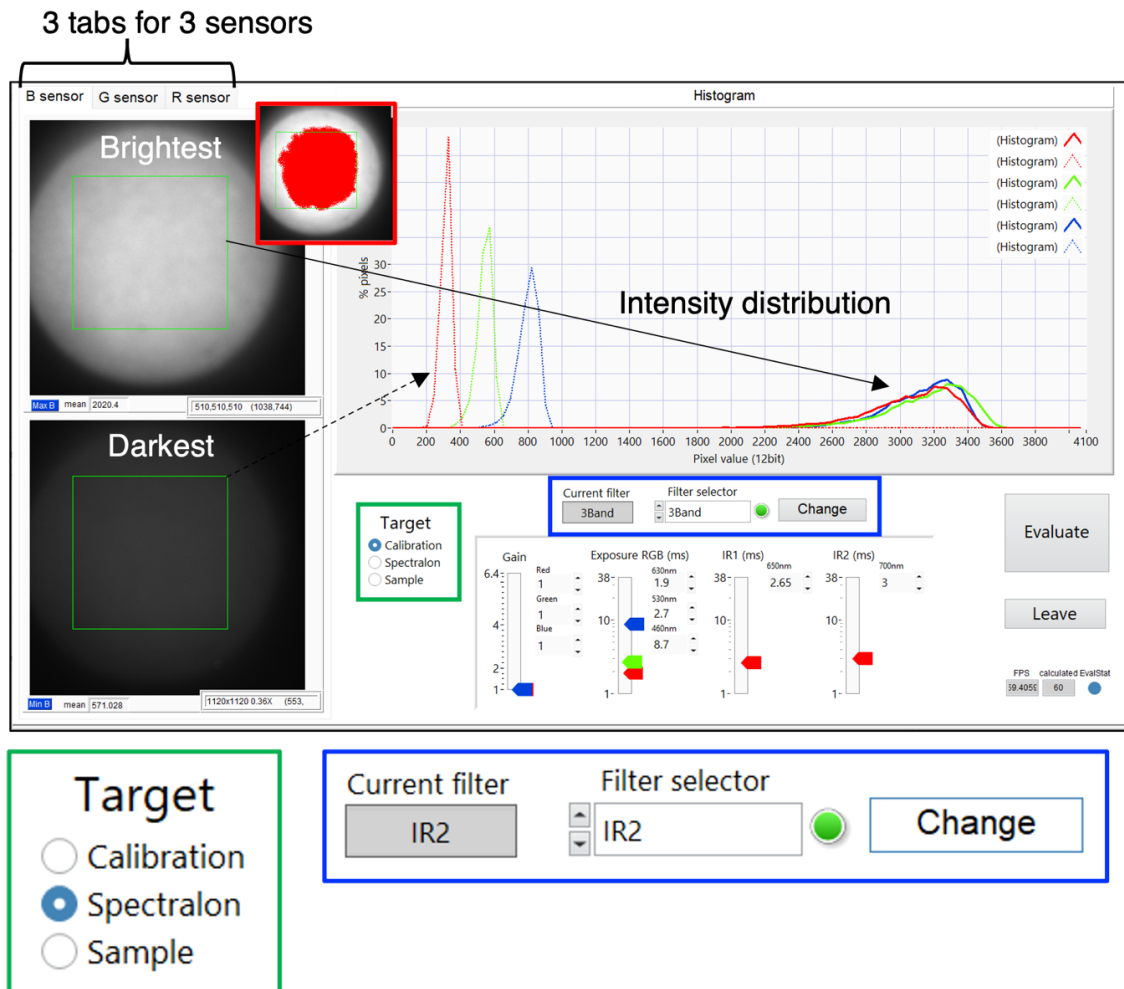 3 tabs for 3 sensors
B sensor G sensor R sensor
Histogram
Brightest
(Histogram)
(Histogram)
(Histogram)
(Histogram)
(Histogram)
(Histogram)
Intensity distribution
% pixels
30
25
20
15
10
5
0
0 200 400 600 800 1000 1200 1400 1600 1800 2000 2200 2400 2600 2800 3000 3200 3400 3600 3800 4100
Pixel value (12bit)
Max B mean 2020.4 510,510,510 (1038,744)
Darkest
Min B mean 571.028 1120x1120 0.36X (553,
Target
Calibration
Spectralon
Sample
Current filter Filter selector
3Band 3Band Change
Gain
6.4
4
2
1
Red
1
Green
1
Blue
1
Exposure RGB (ms)
38
10
1
630nm
1.9
530nm
2.7
460nm
8.7
IR1 (ms)
38
10
1
650nm
2.65
IR2 (ms)
38
10
1
700nm
3
Evaluate
Leave
FPS calculated EvalStat
59.4059 60
Target
Calibration
Spectralon
Sample
Current filter Filter selector
IR2 IR2 Change